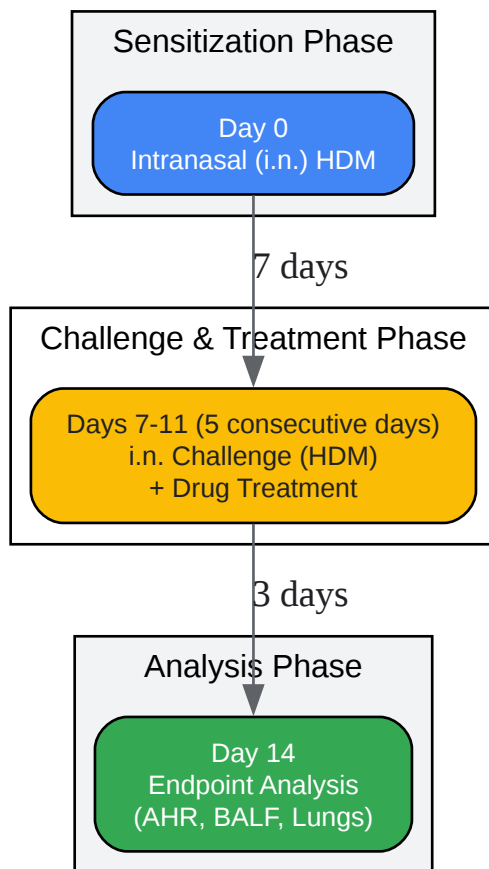 Sensitization Phase
Day 0
Intranasal (i.n.) HDM
7 days
Challenge & Treatment Phase
Days 7-11 (5 consecutive days)
i.n. Challenge (HDM)
+ Drug Treatment
3 days
Analysis Phase
Day 14
Endpoint Analysis
(AHR, BALF, Lungs)